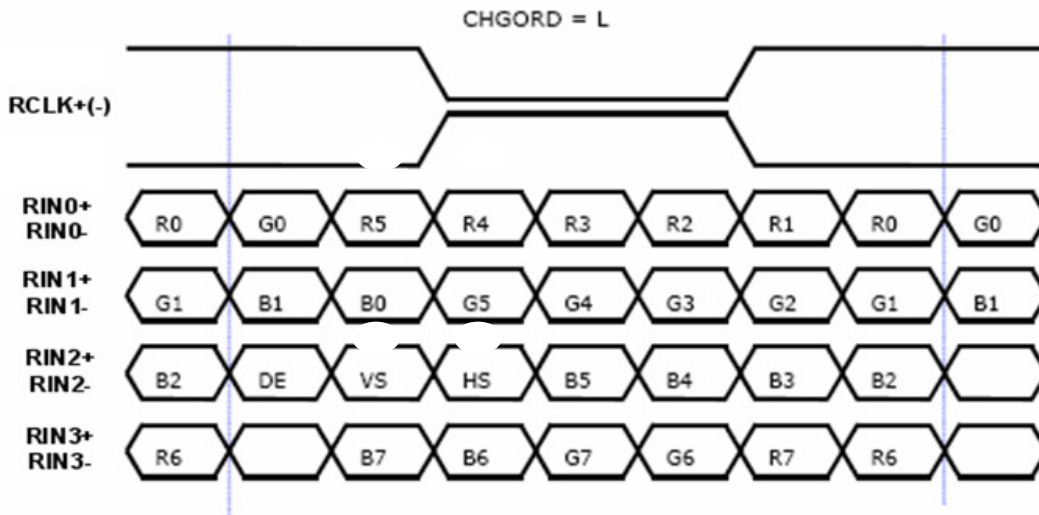 CHGORD = L
RCLK+(-)
RIN0+
RIN0-
R0 G0 R5 R4 R3 R2 R1 R0 G0
RIN1+
RIN1-
G1 B1 B0 G5 G4 G3 G2 G1 B1
RIN2+
RIN2-
B2 DE VS HS B5 B4 B3 B2
RIN3+
RIN3-
R6 B7 B6 G7 G6 R7 R6